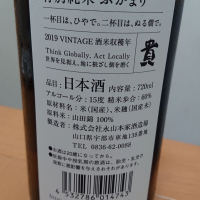 特別純米 ふかまり
一杯目は、ひやで。二杯目は、ぬる燗で。
2019 VINTAGE 酒米収穫年
Think Globally, Act Locally
世界を見据え、地に根ざし個を磨く
貴
品目:日本酒 内容量:720ml
アルコール分:15度 精米歩合:60%
原材料名:米(国産)、米麹(国産米)
原料米:山田錦 100%
製造者:株式会社永山本家酒造場
山口県宇部市車地138番地
TEL 0836-62-0088
4532786014743